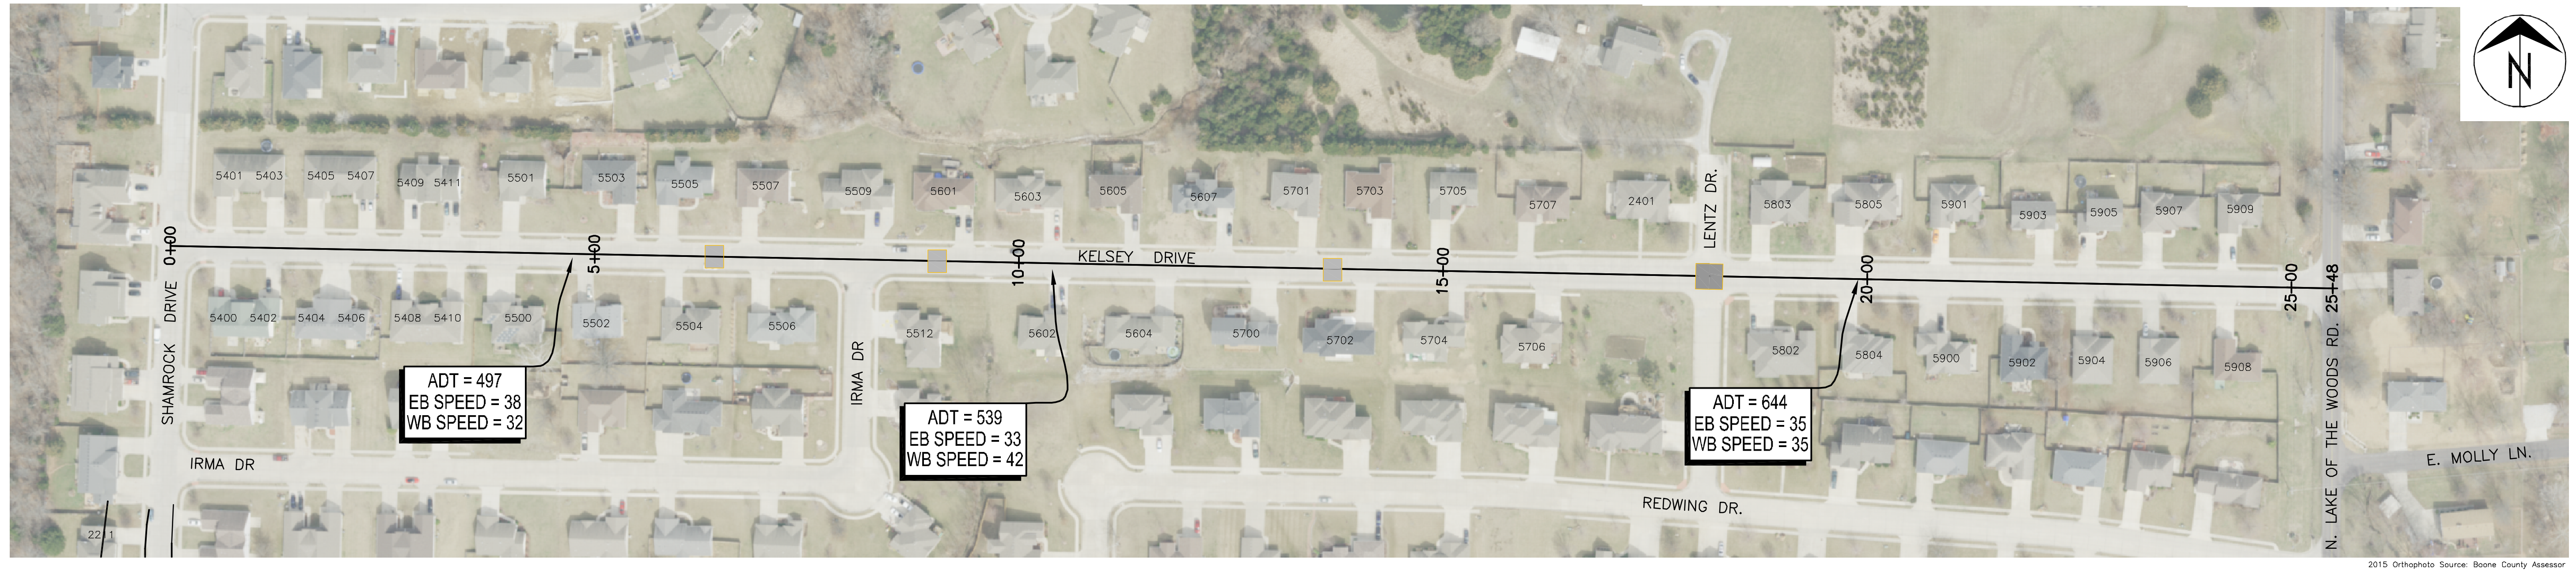 N
5401 5403 5405 5407 5409 5411 5501 5503 5505 5507 5509 5601 5603 5605 5607 5701 5703 5705 5707 2401 5803 5805 5901 5903 5905 5907 5909
LENTZ DR.
0+00
5+00
10+00
KELSEY DRIVE
15+00
20+00
25+00
25+48
SHAMROCK DRIVE
5400 5402 5404 5406 5408 5410 5500 5502 5504 5506 5512 5602 5604 5700 5702 5704 5706 5802 5804 5900 5902 5904 5906 5908
IRMA DR
N. LAKE OF THE WOODS RD.
ADT = 497
EB SPEED = 38
WB SPEED = 32
ADT = 539
EB SPEED = 33
WB SPEED = 42
ADT = 644
EB SPEED = 35
WB SPEED = 35
IRMA DR
E. MOLLY LN.
REDWING DR.
2211
2015 Orthophoto Source: Boone County Assessor